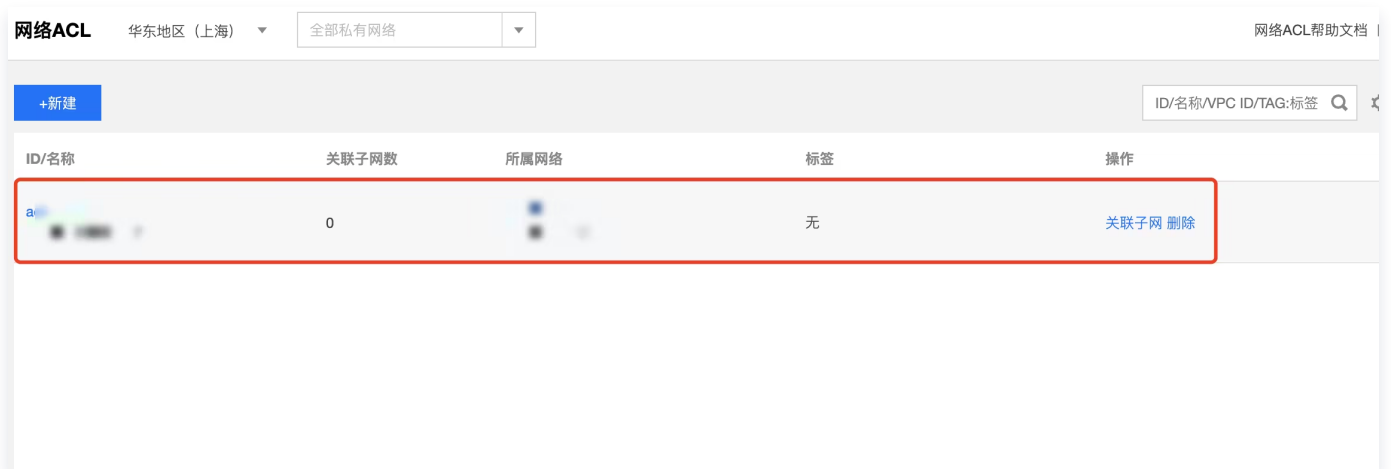 网络ACL 华东地区（上海） 全部私有网络 网络ACL帮助文档
+新建 ID/名称/VPC ID/TAG:标签
ID/名称 关联子网数 所属网络 标签 操作
0 无 关联子网 删除